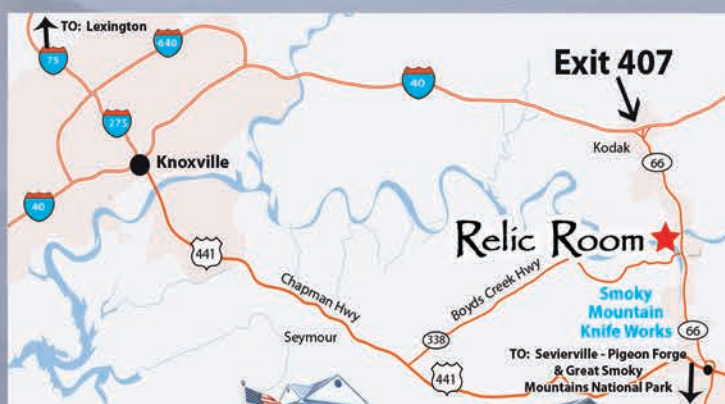 TO: Lexington
75
640
40
Exit 407
275
Kodak
Knoxville
66
40
441
Relic Room
Chapman Hwy
Boyds Creek Hwy
Smoky
Mountain
Knife Works
Seymour
338
66
TO: Sevierville - Pigeon Forge
& Great Smoky
Mountains National Park
441